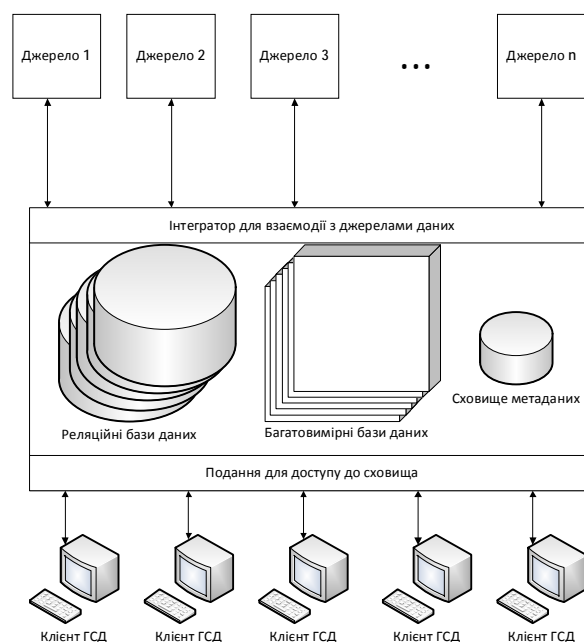 Джерело 1
Джерело 2
Джерело 3
...
Джерело n
Інтегратор для взаємодії з джерелами даних
Сховище метаданих
Реляційні бази даних
Багатовимірні бази даних
Подання для доступу до сховища
Клієнт ГСД
Клієнт ГСД
Клієнт ГСД
Клієнт ГСД
Клієнт ГСД